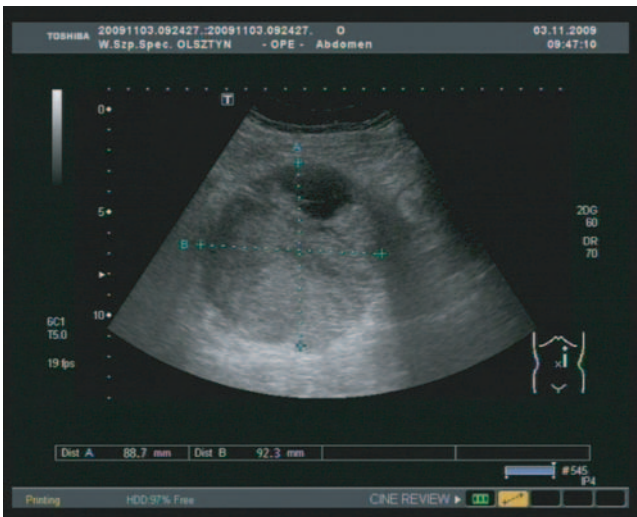 TOSHIBA 20091103.092427.:20091103.092427. O 03.11.2009
W.Szp.Spec. OLSZTYN - OPE - Abdomen 09:47:10
T
0
A
5
2DG
60
B
DR
70
10
6C1
T5.0
19 fps
xi
Dist A 88.7 mm Dist B 92.3 mm
#545
IP4
Printing HDD:97% Free CINE REVIEW